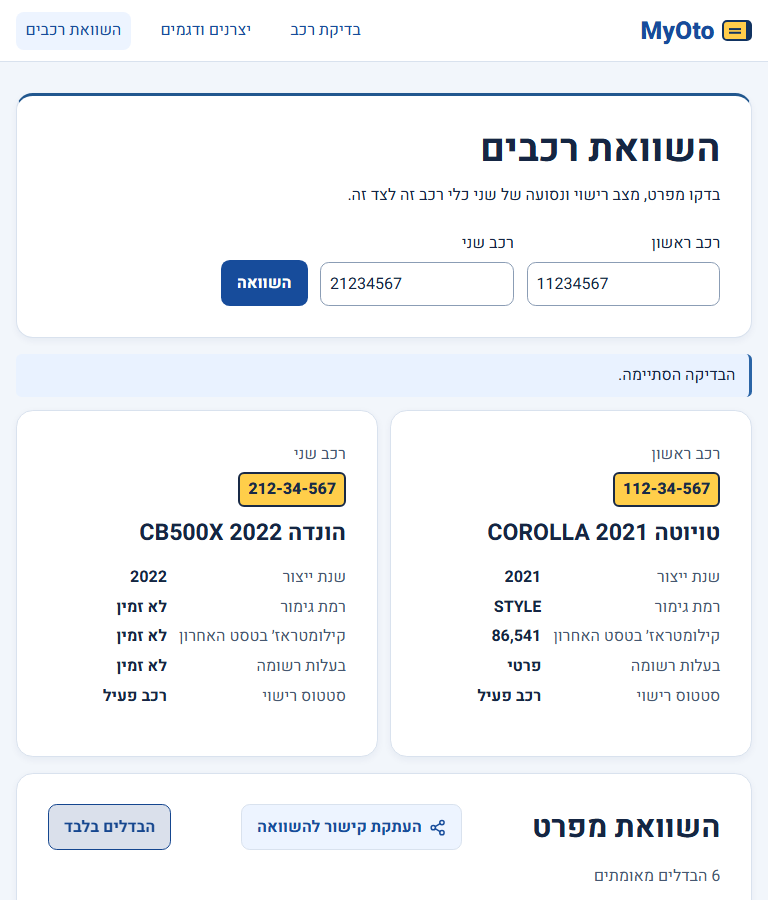 MyOto
בדיקת רכב
יצרנים ודגמים
השוואת רכבים
השוואת רכבים
בדקו מפרט, מצב רישוי ונסועה של שני כלי רכב זה לצד זה.
רכב ראשון
11234567
רכב שני
21234567
השוואה
הבדיקה הסתיימה.
רכב ראשון
112-34-567
טויוטה COROLLA 2021
שנת ייצור 2021
רמת גימור STYLE
קילומטראז׳ בטסט האחרון 86,541
בעלות רשומה פרטי
סטטוס רישוי רכב פעיל
רכב שני
212-34-567
הונדה CB500X 2022
שנת ייצור 2022
רמת גימור לא זמין
קילומטראז׳ בטסט האחרון לא זמין
בעלות רשומה לא זמין
סטטוס רישוי רכב פעיל
השוואת מפרט
העתקת קישור להשוואה
הבדלים בלבד
6 הבדלים מאומתים